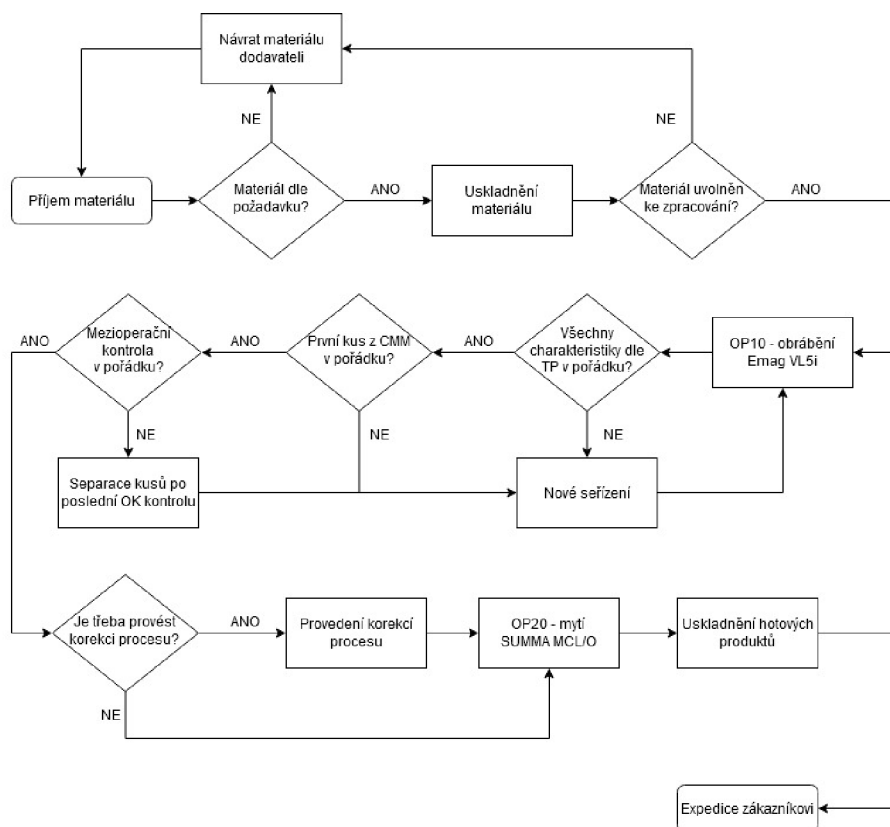 Návrat materiálu
dodavateli
NE
NE
Příjem materiálu
Materiál dle
požadavku?
ANO
Uskladnění
materiálu
Materiál uvolněn
ke zpracování?
ANO
ANO
Mezioperační
kontrola
v pořádku?
ANO
První kus z CMM
v pořádku?
ANO
Všechny
charakteristiky dle
TP v pořádku?
OP10 - obrábění
Emag VL5i
NE
NE
NE
Separace kusů po
poslední OK kontrolu
Nové seřízení
Je třeba provést
korekci procesu?
ANO
Provedení korekcí
procesu
OP20 - mytí
SUMMA MCL/O
Uskladnění hotových
produktů
NE
Expedice zákazníkovi